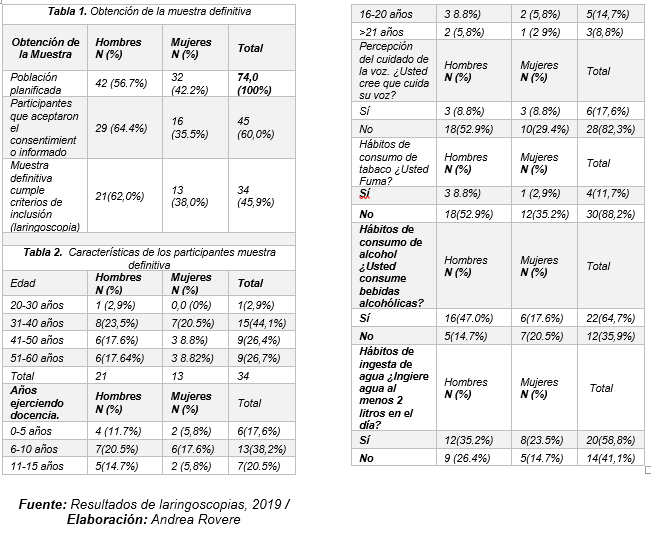 Tabla 1. Obtención de la muestra definitiva
Obtención de la Muestra Hombres N (%) Mujeres N (%) Total
Población planificada 42 (56.7%) 32 (42.2%) 74,0 (100%)
Participantes que aceptaron el consentimiento informado 29 (64.4%) 16 (35.5%) 45 (60,0%)
Muestra definitiva cumple criterios de inclusión (laringoscopia) 21(62,0%) 13 (38,0%) 34 (45,9%)
Tabla 2. Características de los participantes muestra definitiva
Edad Hombres N (%) Mujeres N (%) Total
20-30 años 1 (2,9%) 0,0 (0%) 1(2,9%)
31-40 años 8(23,5%) 7(20.5%) 15(44,1%)
41-50 años 6(17.6%) 3 8.8%) 9(26,4%)
51-60 años 6(17.64%) 3 8.82%) 9(26,7%)
Total 21 13 34
Años ejerciendo docencia. Hombres N (%) Mujeres N (%) Total
0-5 años 4 (11.7%) 2 (5,8%) 6(17,6%)
6-10 años 7(20.5%) 6(17.6%) 13(38,2%)
11-15 años 5(14.7%) 2 (5,8%) 7(20.5%)
16-20 años 3 8.8%) 2 (5,8%) 5(14,7%)
>21 años 2 (5,8%) 1 (2 9%) 3(8,8%)
Percepción del cuidado de la voz. ¿Usted cree que cuida su voz? Hombres N (%) Mujeres N (%) Total
Sí 3 (8.8%) 3 (8.8%) 6(17,6%)
No 18(52.9%) 10(29.4%) 28(82,3%)
Hábitos de consumo de tabaco ¿Usted Fuma? Hombres N (%) Mujeres N (%) Total
Sí 3 8.8%) 1 (2,9%) 4(11,7%)
No 18(52.9%) 12(35.2%) 30(88,2%)
Hábitos de consumo de alcohol ¿Usted consume bebidas alcohólicas? Hombres N (%) Mujeres N (%) Total
Sí 16(47.0%) 6(17.6%) 22(64,7%)
No 5(14.7%) 7(20.5%) 12(35,9%)
Hábitos de ingesta de agua ¿Ingiere agua al menos 2 litros en el día? Hombres N (%) Mujeres N (%) Total
Sí 12(35.2%) 8(23.5%) 20(58,8%)
No 9 (26.4%) 5(14.7%) 14(41,1%)
Fuente: Resultados de laringoscopias, 2019 /
Elaboración: Andrea Rovere